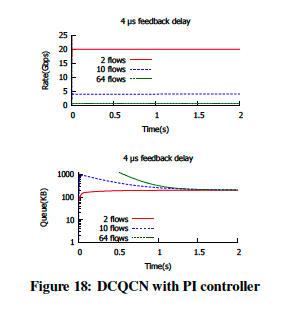 4 µs feedback delay
25
20
15
10
5
0
Rate(Gbps)
2 flows
10 flows
64 flows
0 0.5 1 1.5 2
Time(s)
4 µs feedback delay
1000
100
10
1
Queue(KB)
2 flows
10 flows
64 flows
0 0.5 1 1.5 2
Time(s)
Figure 18: DCQCN with PI controller